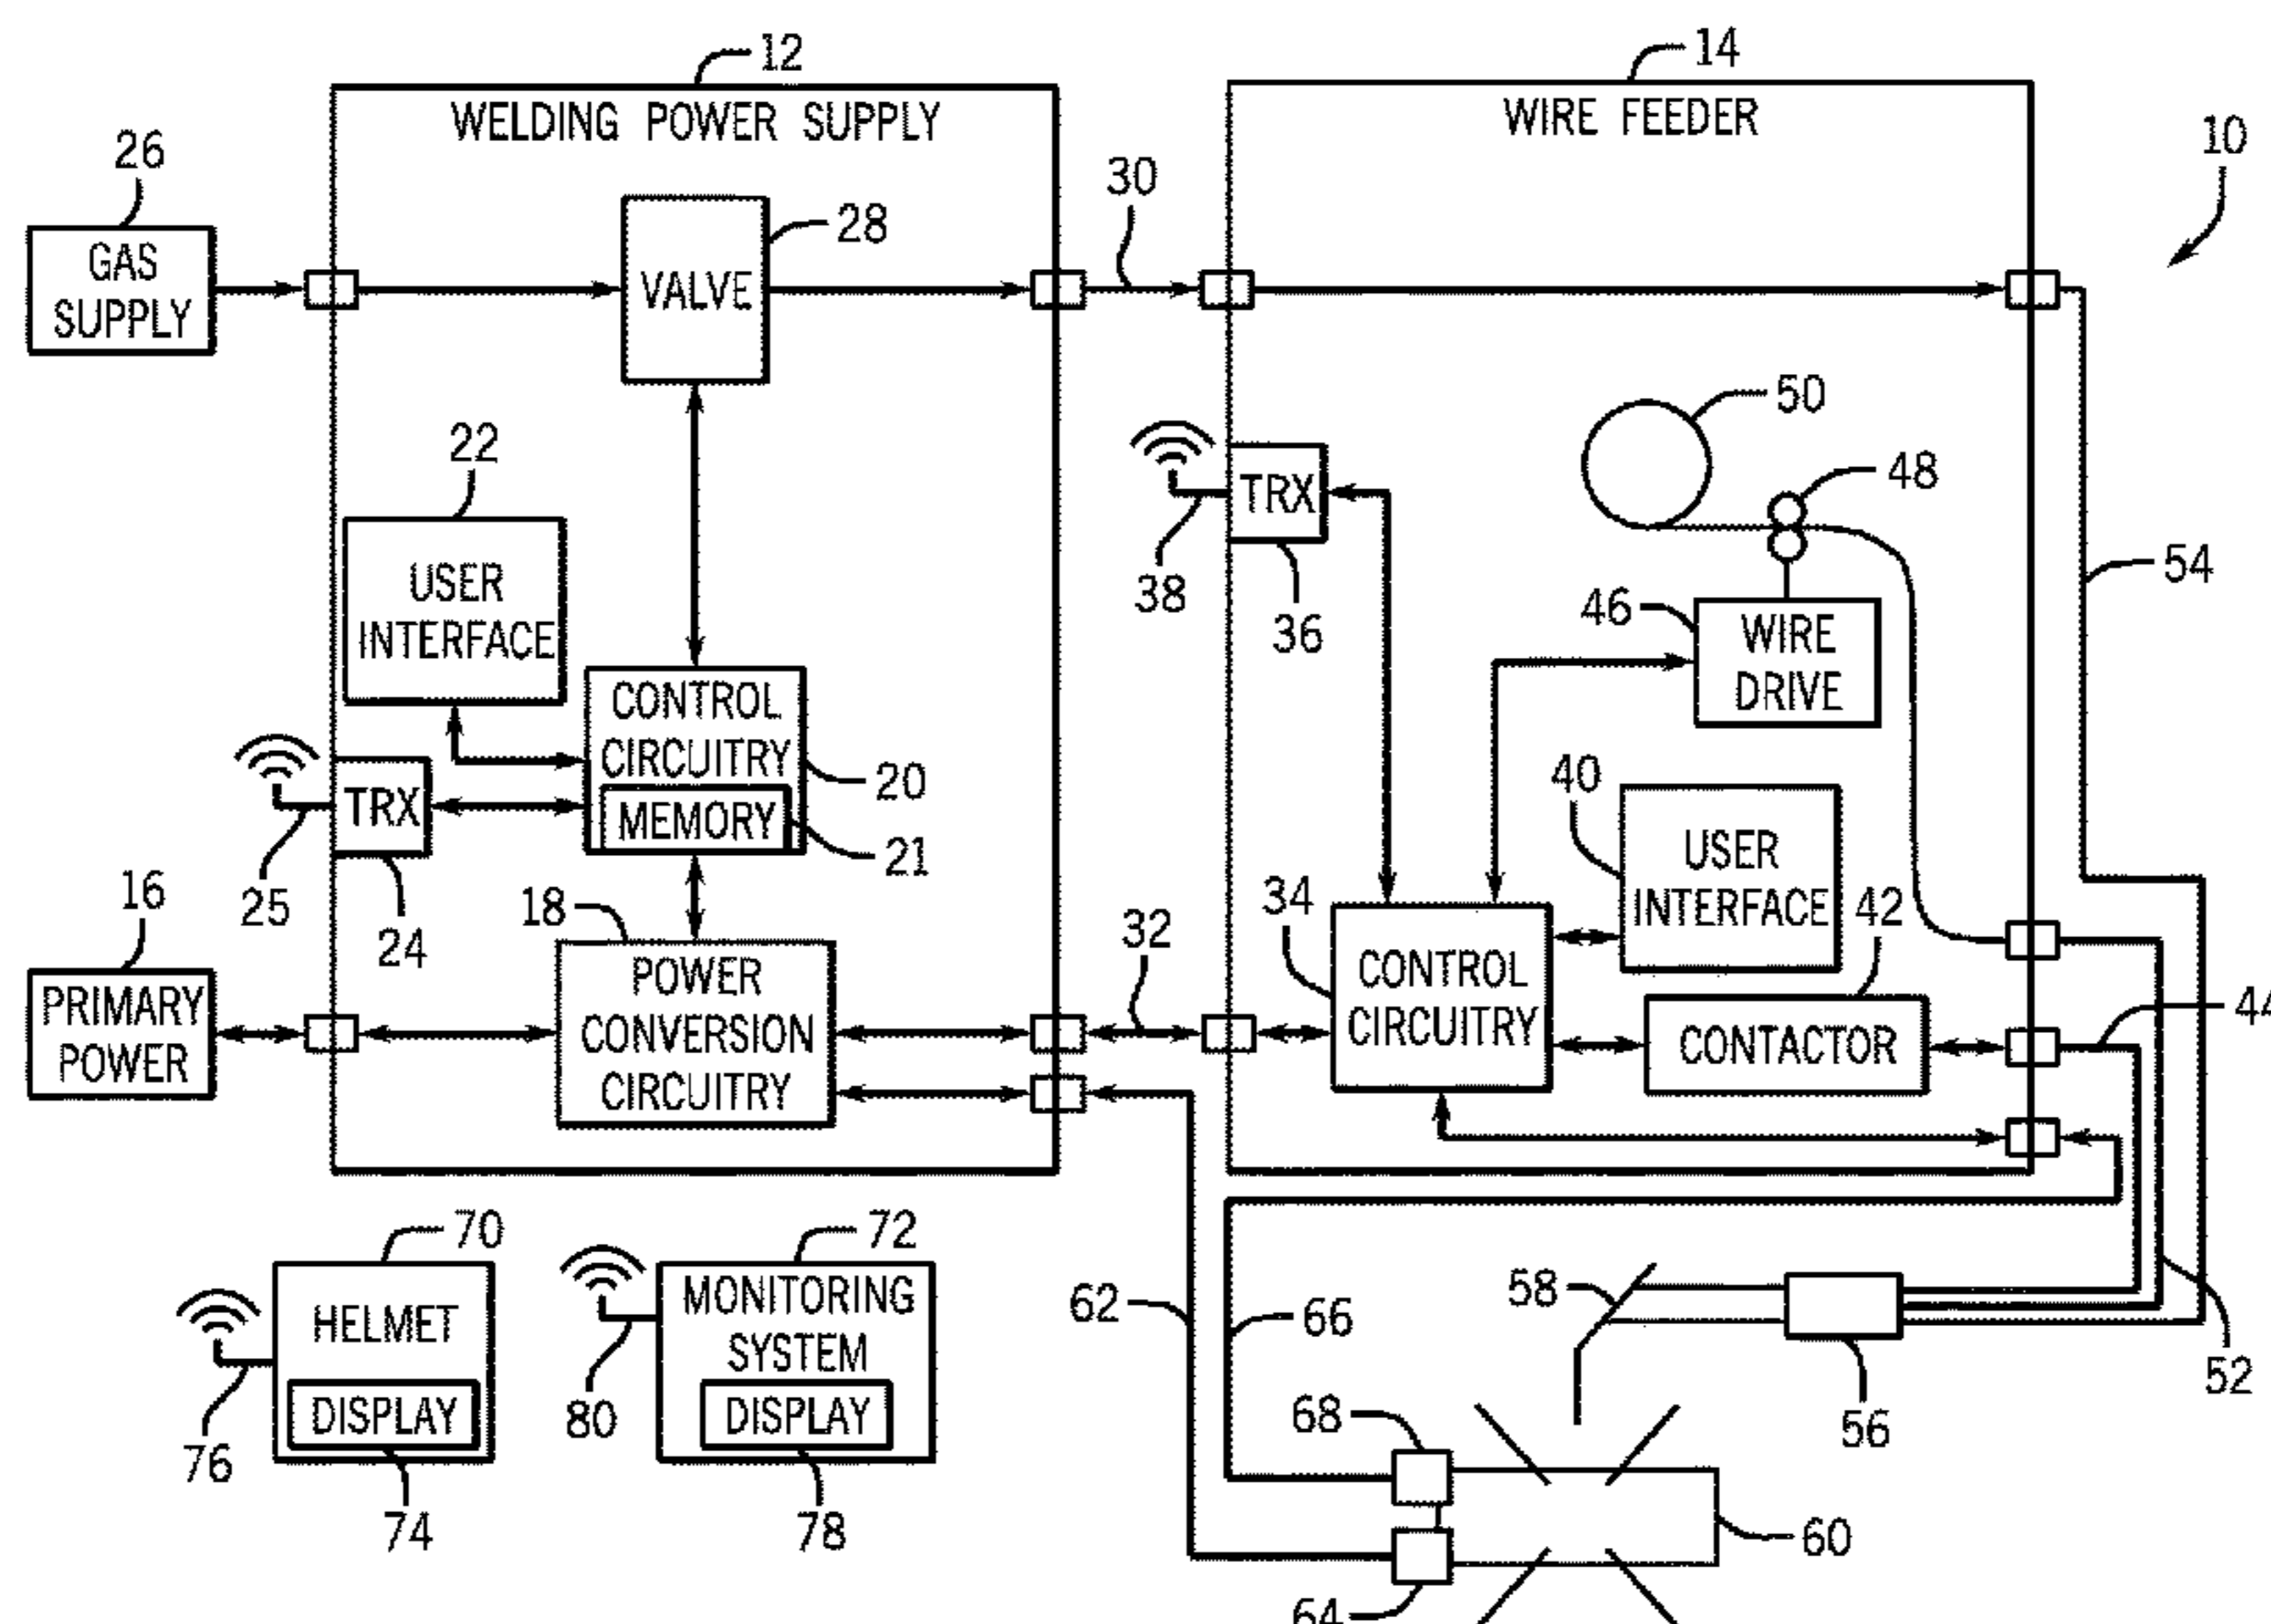 12
WELDING POWER SUPPLY
14
WIRE FEEDER
10
26
GAS
SUPPLY
28
VALVE
30
50
48
22
USER
INTERFACE
TRX
38
36
54
46
WIRE
DRIVE
CONTROL
CIRCUITRY
20
MEMORY
21
TRX
25
24
40
USER
INTERFACE
16
PRIMARY
POWER
18
POWER
CONVERSION
CIRCUITRY
32
34
CONTROL
CIRCUITRY
42
CONTACTOR
44
70
HELMET
DISPLAY
76
74
72
MONITORING
SYSTEM
DISPLAY
80
78
62
66
58
56
52
68
60
64